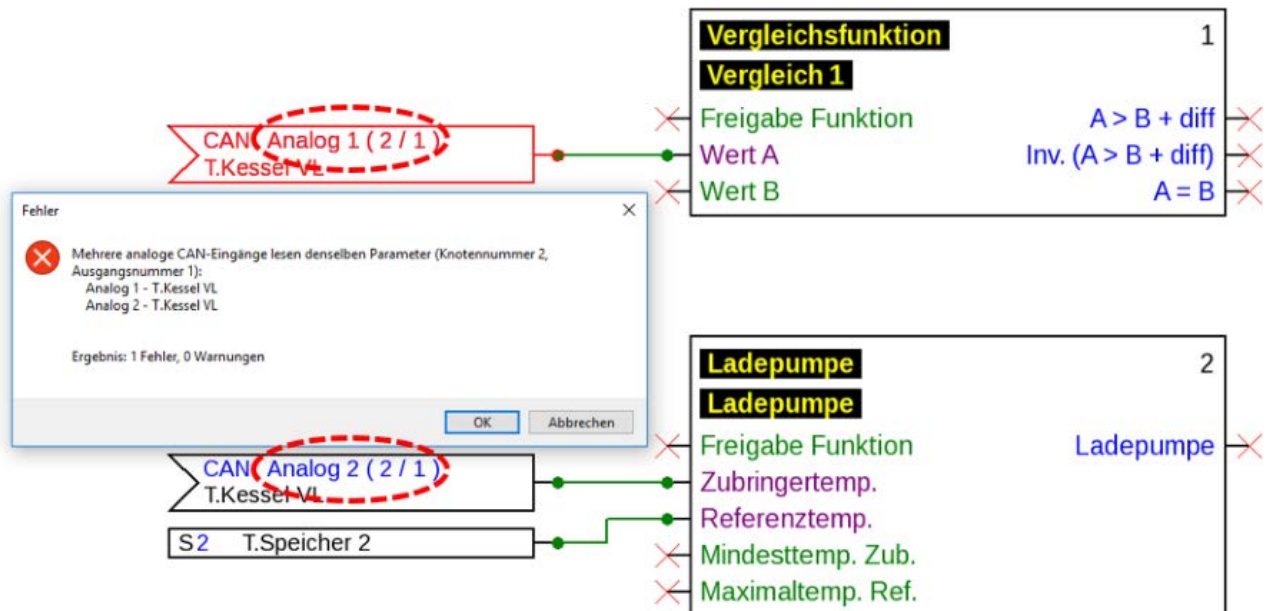 Vergleichsfunktion 1
Vergleich 1
Freigabe Funktion A > B + diff
Wert A Inv. (A > B + diff)
Wert B A = B
CAN Analog 1 ( 2 / 1 )
T.Kessel VL
Fehler
Mehrere analoge CAN-Eingänge lesen denselben Parameter (Knotennummer 2,
Ausgangsnummer 1):
Analog 1 - T.Kessel VL
Analog 2 - T.Kessel VL
Ergebnis: 1 Fehler, 0 Warnungen
OK Abbrechen
Ladepumpe 2
Ladepumpe
Freigabe Funktion Ladepumpe
Zubringertemp.
Referenztemp.
Mindesttemp. Zub.
Maximaltemp. Ref.
CAN Analog 2 ( 2 / 1 )
T.Kessel VL
S2 T.Speicher 2